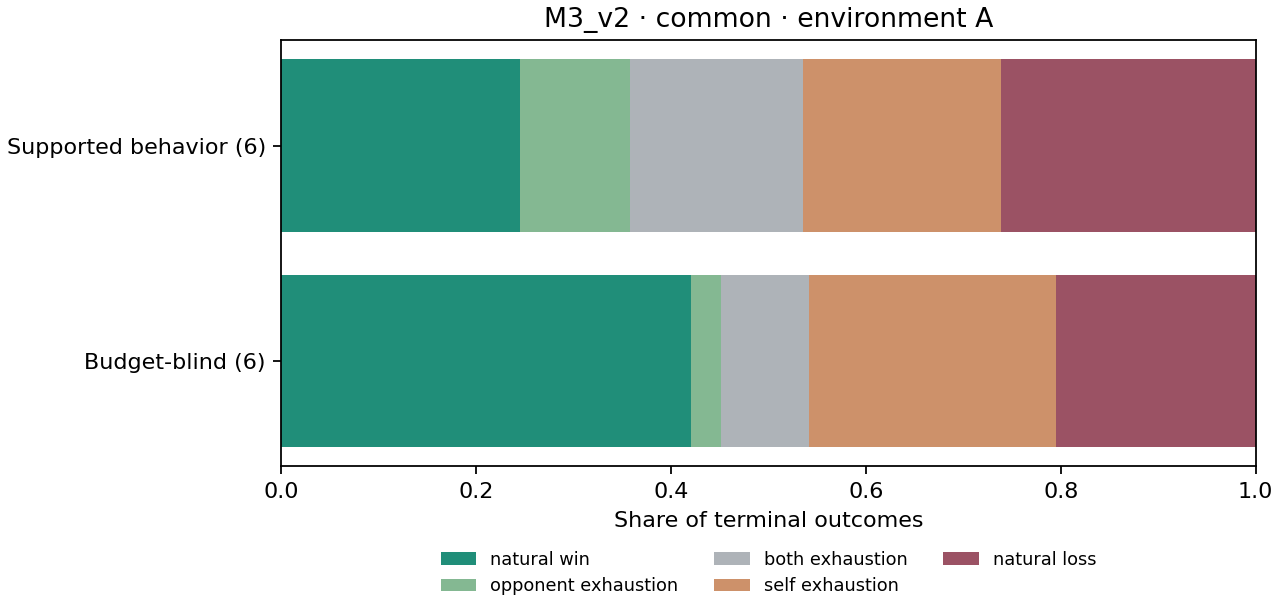 M3_v2 · common · environment A
Supported behavior (6)
Budget-blind (6)
0.0 0.2 0.4 0.6 0.8 1.0
Share of terminal outcomes
natural win both exhaustion natural loss
opponent exhaustion self exhaustion